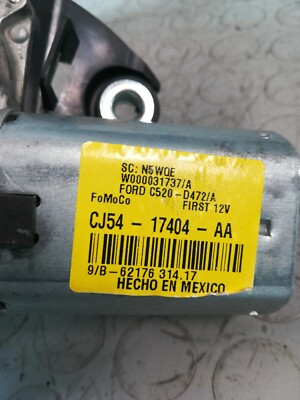 SC: N5WQE
W000031737/A
FORD C520-D472/A
FoMoCo FIRST 12V
CJ54 - 17404 - AA
9/B-62176 314.17
HECHO EN MEXICO